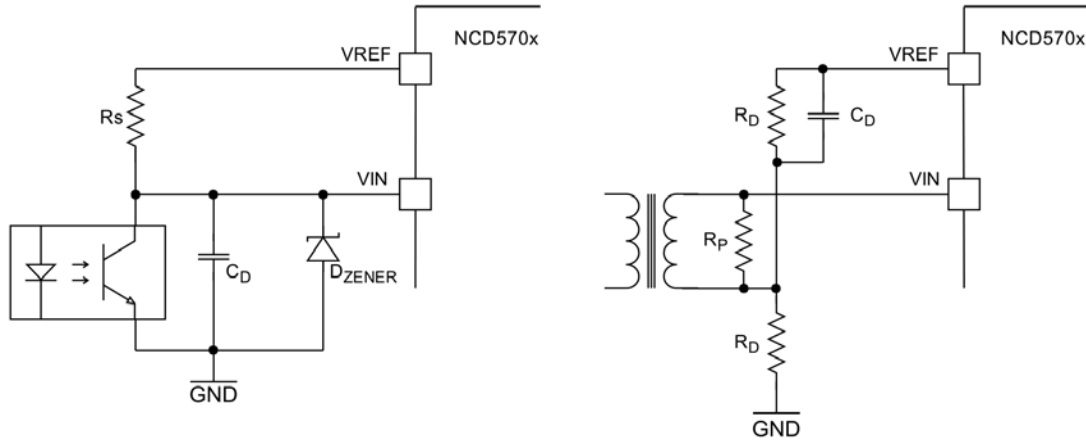 NCD570x
VREF
Rs
VIN
CD
DZENER
GND
NCD570x
VREF
RD
CD
VIN
RP
RD
GND